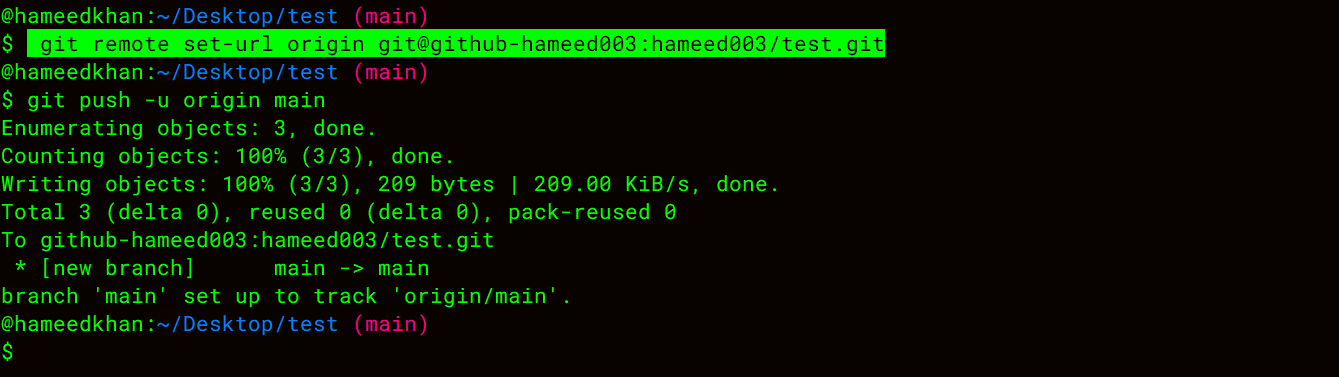 @hameedkhan:~/Desktop/test (main)
$ git remote set-url origin git@github-hameed003:hameed003/test.git
@hameedkhan:~/Desktop/test (main)
$ git push -u origin main
Enumerating objects: 3, done.
Counting objects: 100% (3/3), done.
Writing objects: 100% (3/3), 209 bytes | 209.00 KiB/s, done.
Total 3 (delta 0), reused 0 (delta 0), pack-reused 0
To github-hameed003:hameed003/test.git
 * [new branch]      main -> main
branch 'main' set up to track 'origin/main'.
@hameedkhan:~/Desktop/test (main)
$